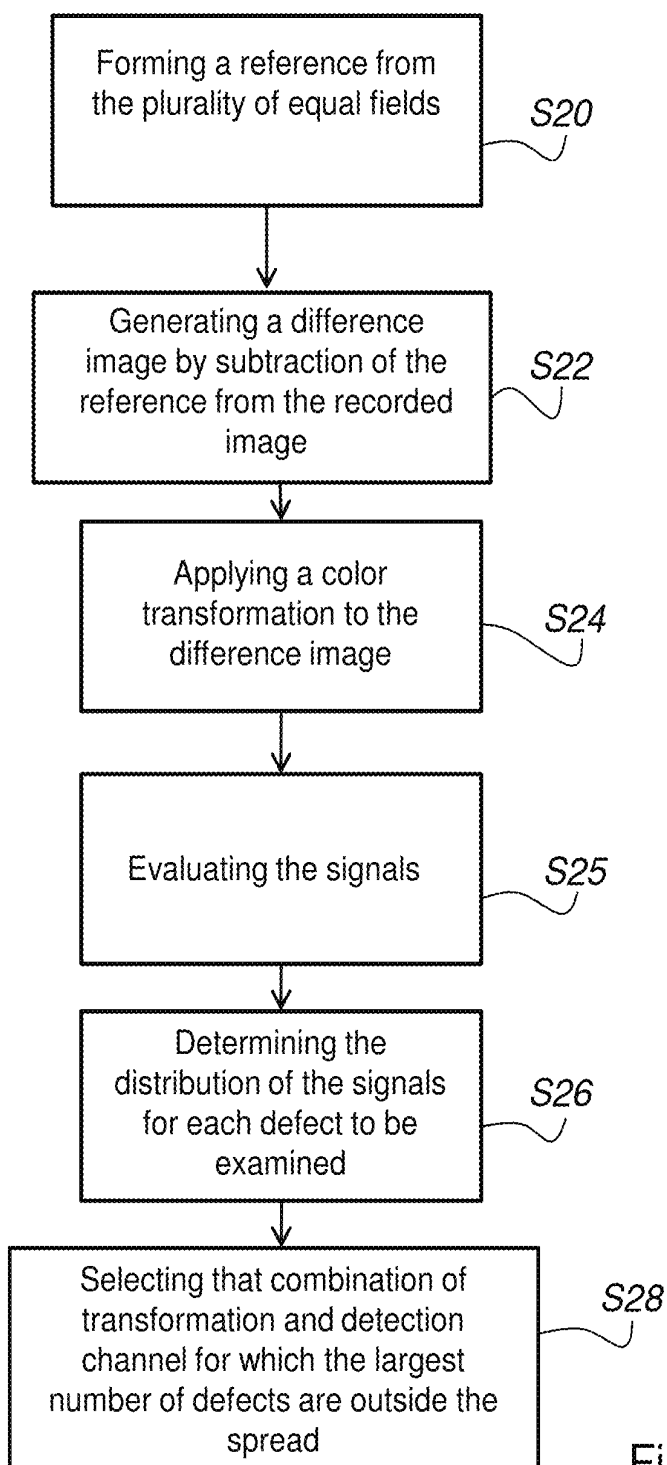 Forming a reference from
the plurality of equal fields
S20
Generating a difference
image by subtraction of the
reference from the recorded
image
S22
Applying a color
transformation to the
difference image
S24
Evaluating the signals
S25
Determining the
distribution of the signals
for each defect to be
examined
S26
Selecting that combination of
transformation and detection
channel for which the largest
number of defects are outside the
spread
S28